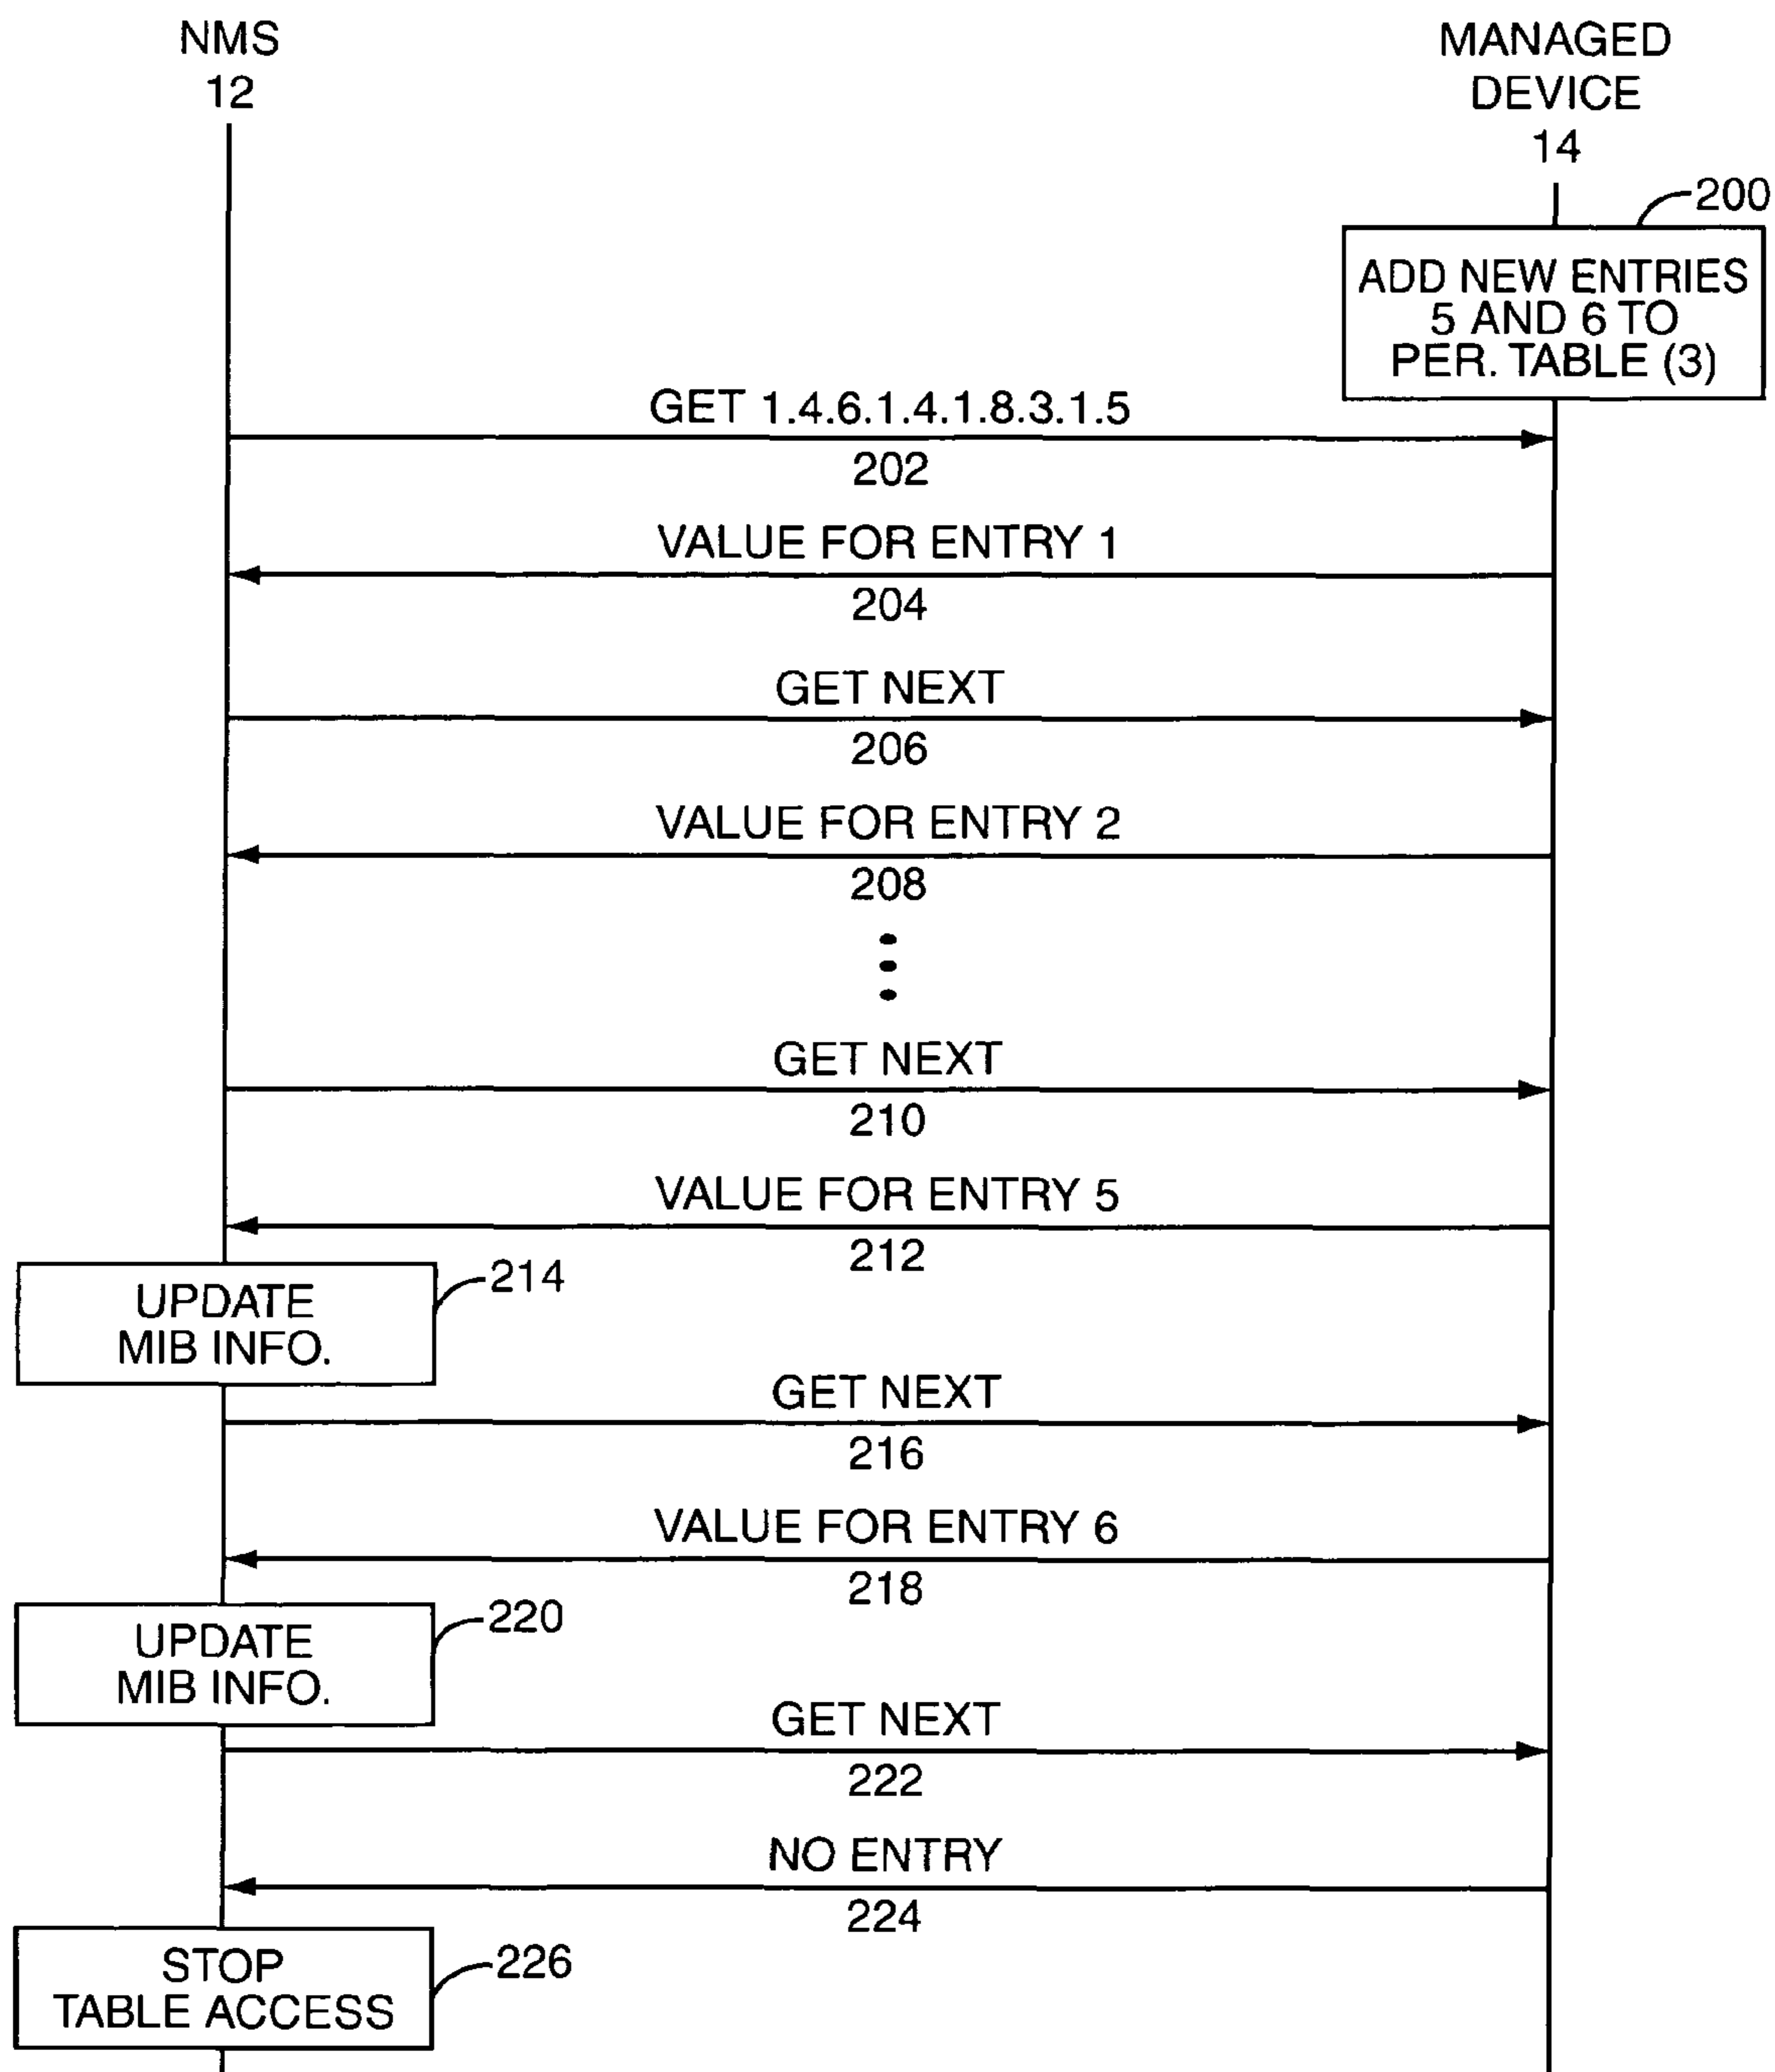 NMS
12
MANAGED
DEVICE
14
200
ADD NEW ENTRIES
5 AND 6 TO
PER. TABLE (3)
GET 1.4.6.1.4.1.8.3.1.5
202
VALUE FOR ENTRY 1
204
GET NEXT
206
VALUE FOR ENTRY 2
208
GET NEXT
210
VALUE FOR ENTRY 5
212
214
UPDATE
MIB INFO.
GET NEXT
216
VALUE FOR ENTRY 6
218
220
UPDATE
MIB INFO.
GET NEXT
222
NO ENTRY
224
226
STOP
TABLE ACCESS